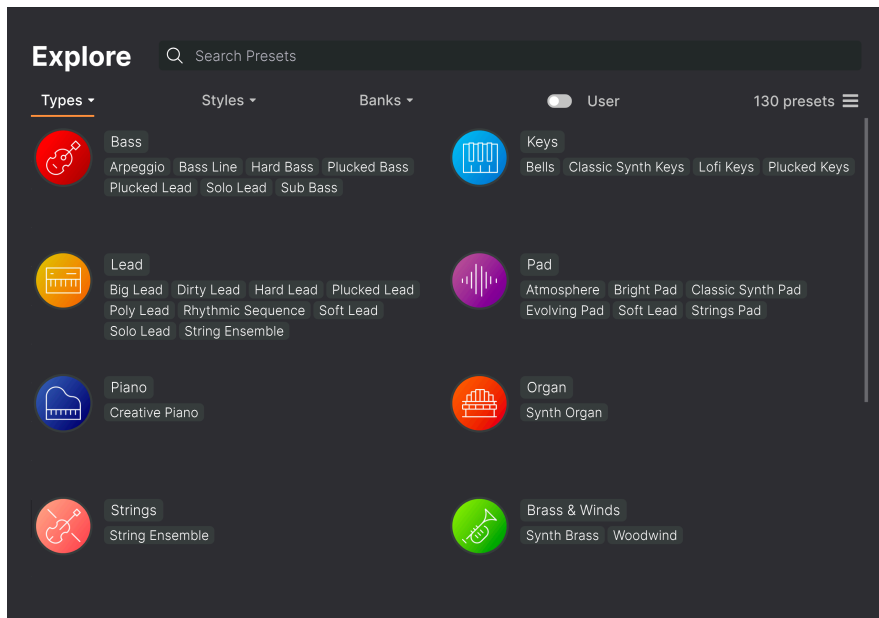 Explore
Search Presets
Types
Styles
Banks
User
130 presets
Bass
Arpeggio Bass Line Hard Bass Plucked Bass
Plucked Lead Solo Lead Sub Bass
Keys
Bells Classic Synth Keys Lofi Keys Plucked Keys
Lead
Big Lead Dirty Lead Hard Lead Plucked Lead
Poly Lead Rhythmic Sequence Soft Lead
Solo Lead String Ensemble
Pad
Atmosphere Bright Pad Classic Synth Pad
Evolving Pad Soft Lead Strings Pad
Piano
Creative Piano
Organ
Synth Organ
Strings
String Ensemble
Brass & Winds
Synth Brass Woodwind